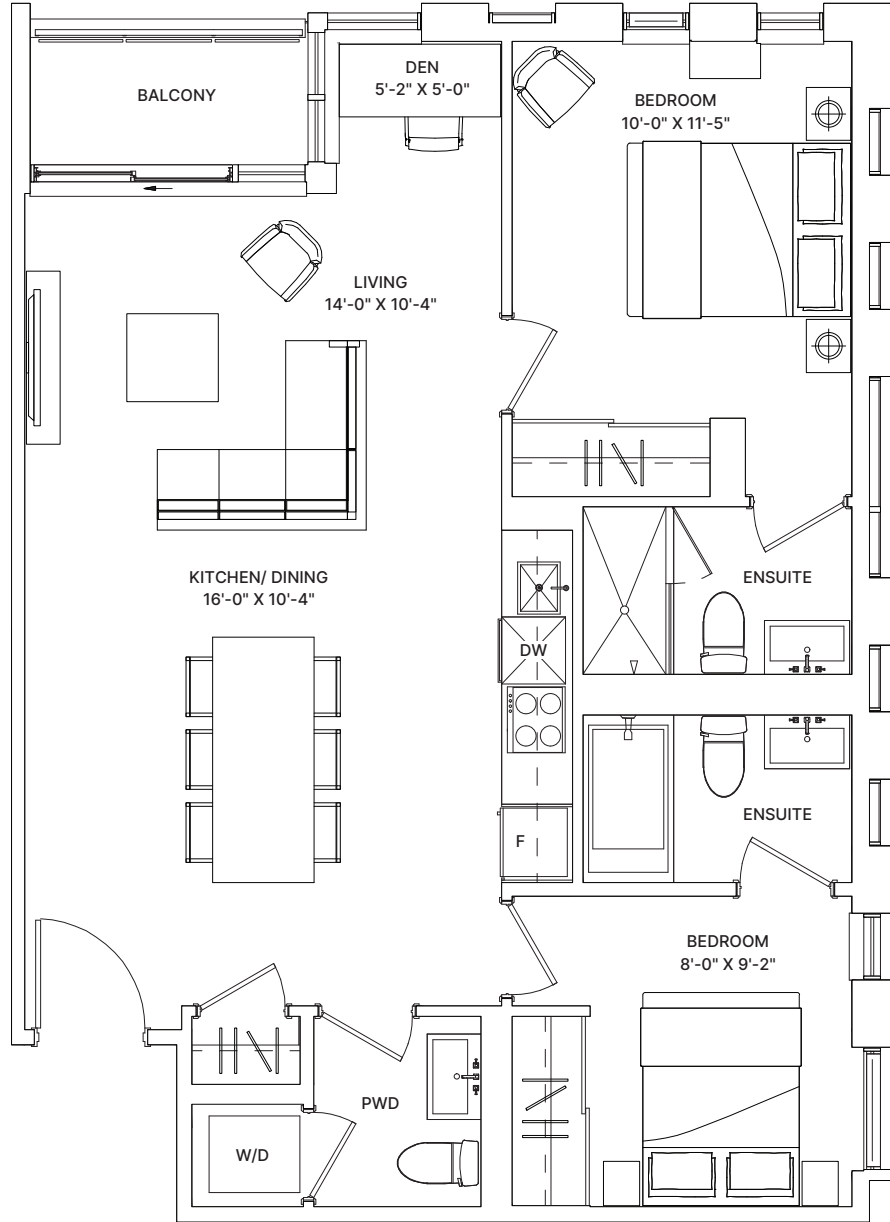 BALCONY
DEN
5'-2" X 5'-0"
BEDROOM
10'-0" X 11'-5"
LIVING
14'-0" X 10'-4"
KITCHEN/ DINING
16'-0" X 10'-4"
ENSUITE
DW
ENSUITE
F
BEDROOM
8'-0" X 9'-2"
PWD
W/D